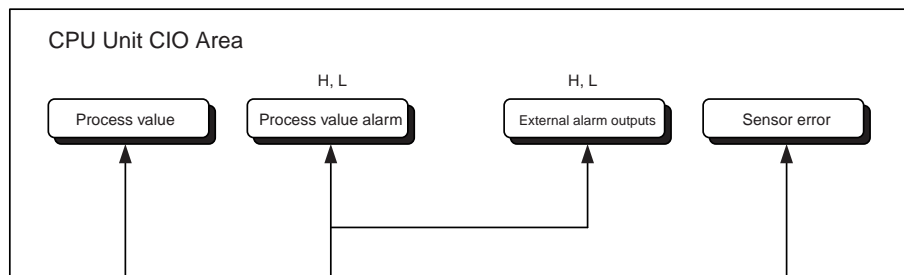 CPU Unit CIO Area
H, L
H, L
Process value
Process value alarm
External alarm outputs
Sensor error